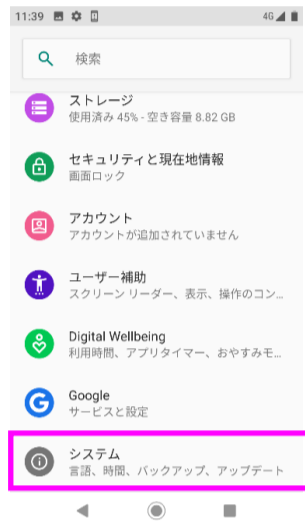 11:39
4G
検索
ストレージ
使用済み 45% - 空き容量 8.82 GB
セキュリティと現在地情報
画面ロック
アカウント
アカウントが追加されていません
ユーザー補助
スクリーン リーダー、表示、操作のコン...
Digital Wellbeing
利用時間、アプリタイマー、おやすみモ...
Google
サービスと設定
システム
言語、時間、バックアップ、アップデート